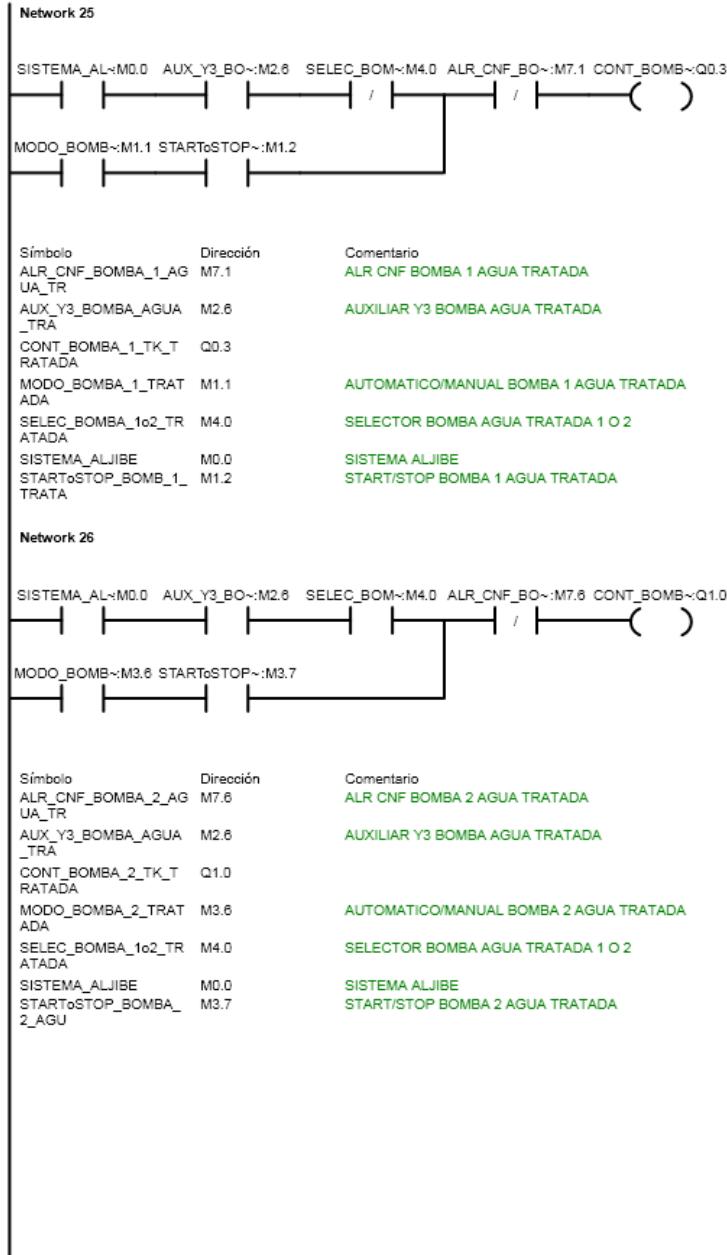 Network 25
SISTEMA_AL~:M0.0 AUX_Y3_BO~:M2.6 SELEC_BOM~:M4.0 ALR_CNF_BO~:M7.1 CONT_BOMB~:Q0.3
/ /
MODO_BOMB~:M1.1 STARToSTOP~:M1.2
Símbolo Dirección Comentario
ALR_CNF_BOMBA_1_AG M7.1 ALR CNF BOMBA 1 AGUA TRATADA
UA_TR
AUX_Y3_BOMBA_AGUA M2.6 AUXILIAR Y3 BOMBA AGUA TRATADA
_TRA
CONT_BOMBA_1_TK_T Q0.3
RATADA
MODO_BOMBA_1_TRAT M1.1 AUTOMATICO/MANUAL BOMBA 1 AGUA TRATADA
ADA
SELEC_BOMBA_1o2_TR M4.0 SELECTOR BOMBA AGUA TRATADA 1 O 2
ATADA
SISTEMA_ALJIBE M0.0 SISTEMA ALJIBE
STARToSTOP_BOMB_1_ M1.2 START/STOP BOMBA 1 AGUA TRATADA
TRATA
Network 26
SISTEMA_AL~:M0.0 AUX_Y3_BO~:M2.6 SELEC_BOM~:M4.0 ALR_CNF_BO~:M7.6 CONT_BOMB~:Q1.0
/
MODO_BOMB~:M3.6 STARToSTOP~:M3.7
Símbolo Dirección Comentario
ALR_CNF_BOMBA_2_AG M7.6 ALR CNF BOMBA 2 AGUA TRATADA
UA_TR
AUX_Y3_BOMBA_AGUA M2.6 AUXILIAR Y3 BOMBA AGUA TRATADA
_TRA
CONT_BOMBA_2_TK_T Q1.0
RATADA
MODO_BOMBA_2_TRAT M3.6 AUTOMATICO/MANUAL BOMBA 2 AGUA TRATADA
ADA
SELEC_BOMBA_1o2_TR M4.0 SELECTOR BOMBA AGUA TRATADA 1 O 2
ATADA
SISTEMA_ALJIBE M0.0 SISTEMA ALJIBE
STARToSTOP_BOMBA_ M3.7 START/STOP BOMBA 2 AGUA TRATADA
2_AGU